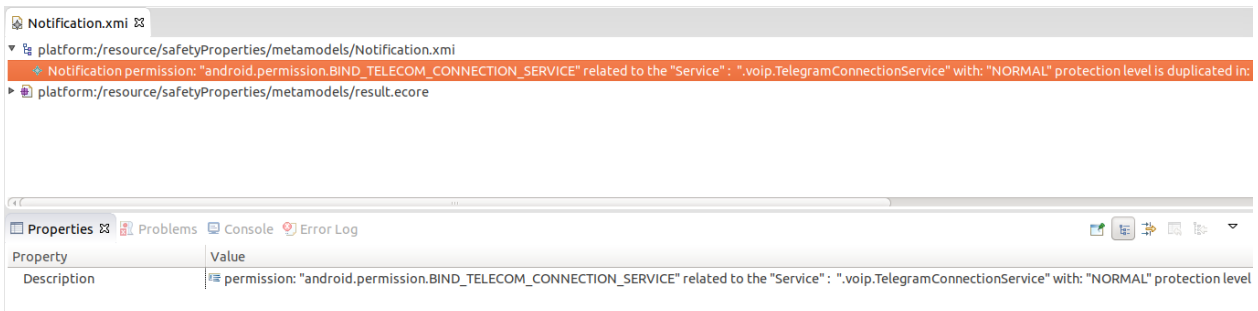 Notification.xmi
platform:/resource/safetyProperties/metamodels/Notification.xmi
Notification permission: "android.permission.BIND_TELECOM_CONNECTION_SERVICE" related to the "Service" : ".voip.TelegramConnectionService" with: "NORMAL" protection level is duplicated in:
platform:/resource/safetyProperties/metamodels/result.ecore
Properties Problems Console Error Log
Property Value
Description permission: "android.permission.BIND_TELECOM_CONNECTION_SERVICE" related to the "Service" : ".voip.TelegramConnectionService" with: "NORMAL" protection level